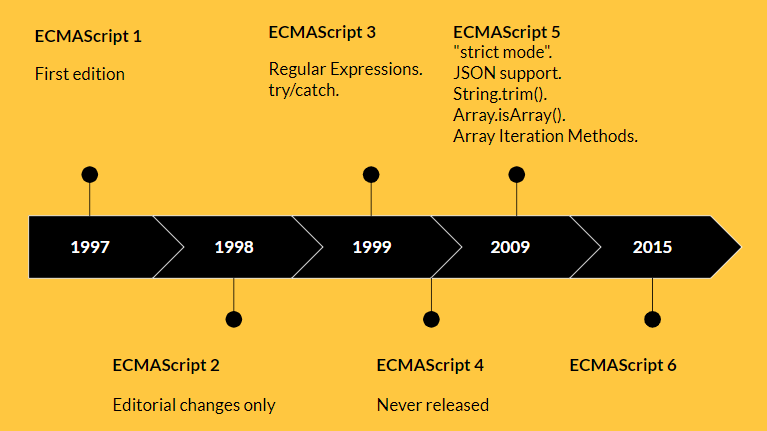 ECMAScript 1
First edition
ECMAScript 3
Regular Expressions.
try/catch.
ECMAScript 5
"strict mode".
JSON support.
String.trim().
Array.isArray().
Array Iteration Methods.
1997
1998
1999
2009
2015
ECMAScript 2
Editorial changes only
ECMAScript 4
Never released
ECMAScript 6